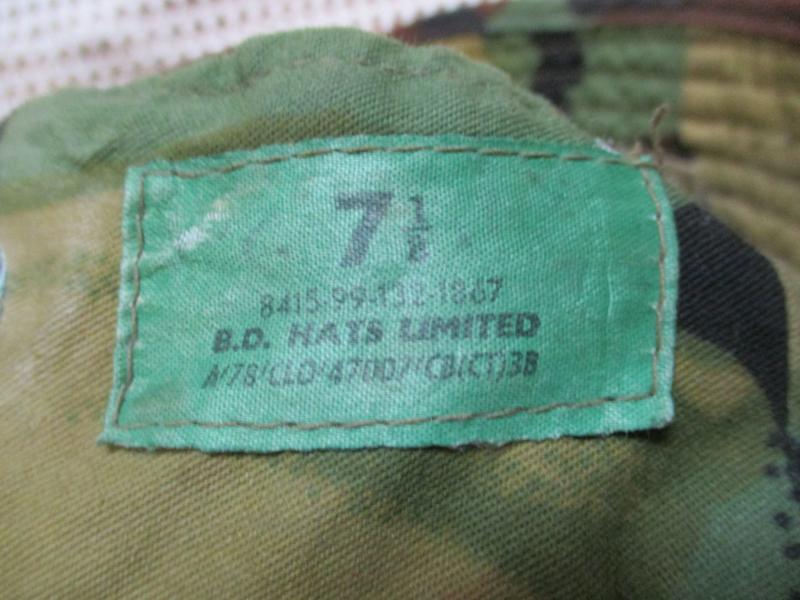 7 1/8
8415-99-132-1867
B.D. HATS LIMITED
A/78/CLO/47007/CB(CT)3B